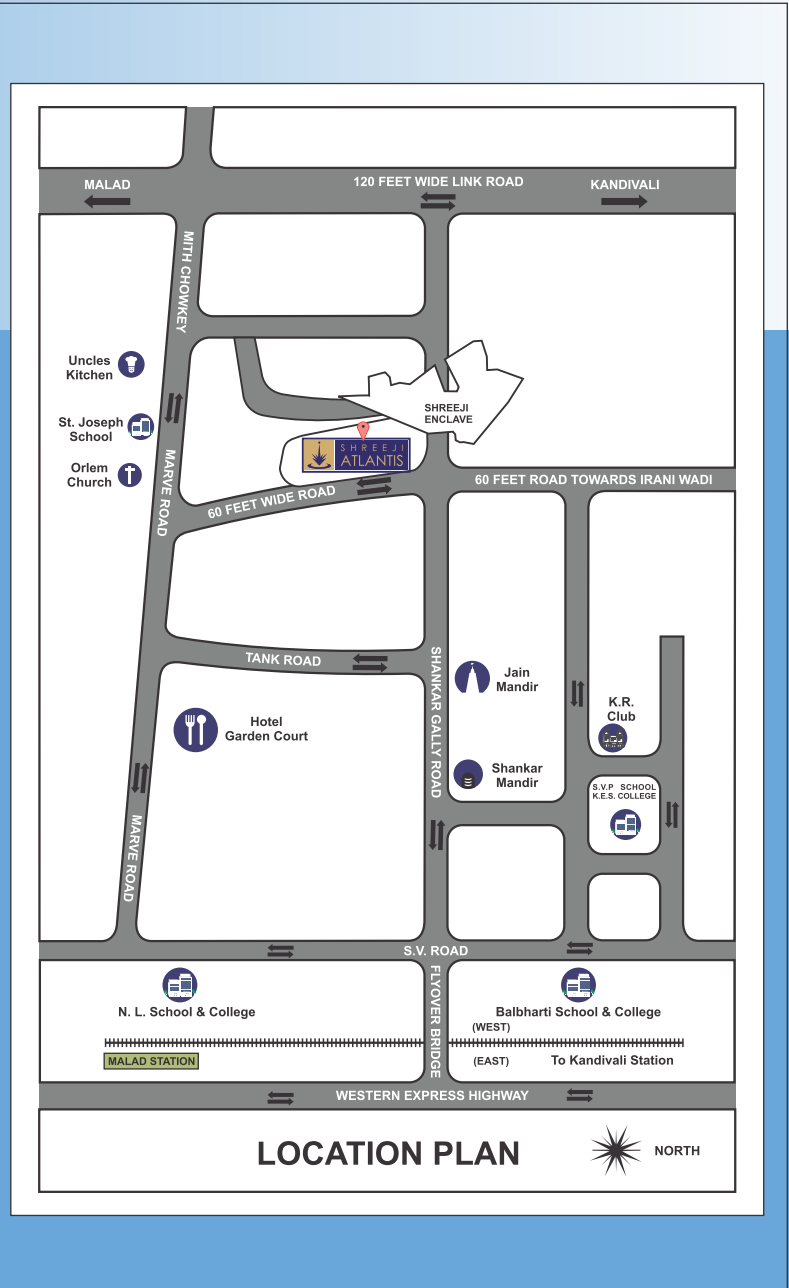 MALAD
120 FEET WIDE LINK ROAD
KANDIVALI
MITH CHOWKEY
Uncles
Kitchen
St. Joseph
School
Orlem
Church
MARVE ROAD
SHREEJI
ENCLAVE
SHREEJI
ATLANTIS
60 FEET WIDE ROAD
60 FEET ROAD TOWARDS IRANI WADI
TANK ROAD
SHANKAR GALLY ROAD
Jain
Mandir
Hotel
Garden Court
K.R.
Club
Shankar
Mandir
S.V.P SCHOOL
K.E.S. COLLEGE
MARVE ROAD
S.V. ROAD
FLYOVER BRIDGE
N. L. School & College
Balbharti School & College
(WEST)
MALAD STATION
(EAST)
To Kandivali Station
WESTERN EXPRESS HIGHWAY
LOCATION PLAN
NORTH